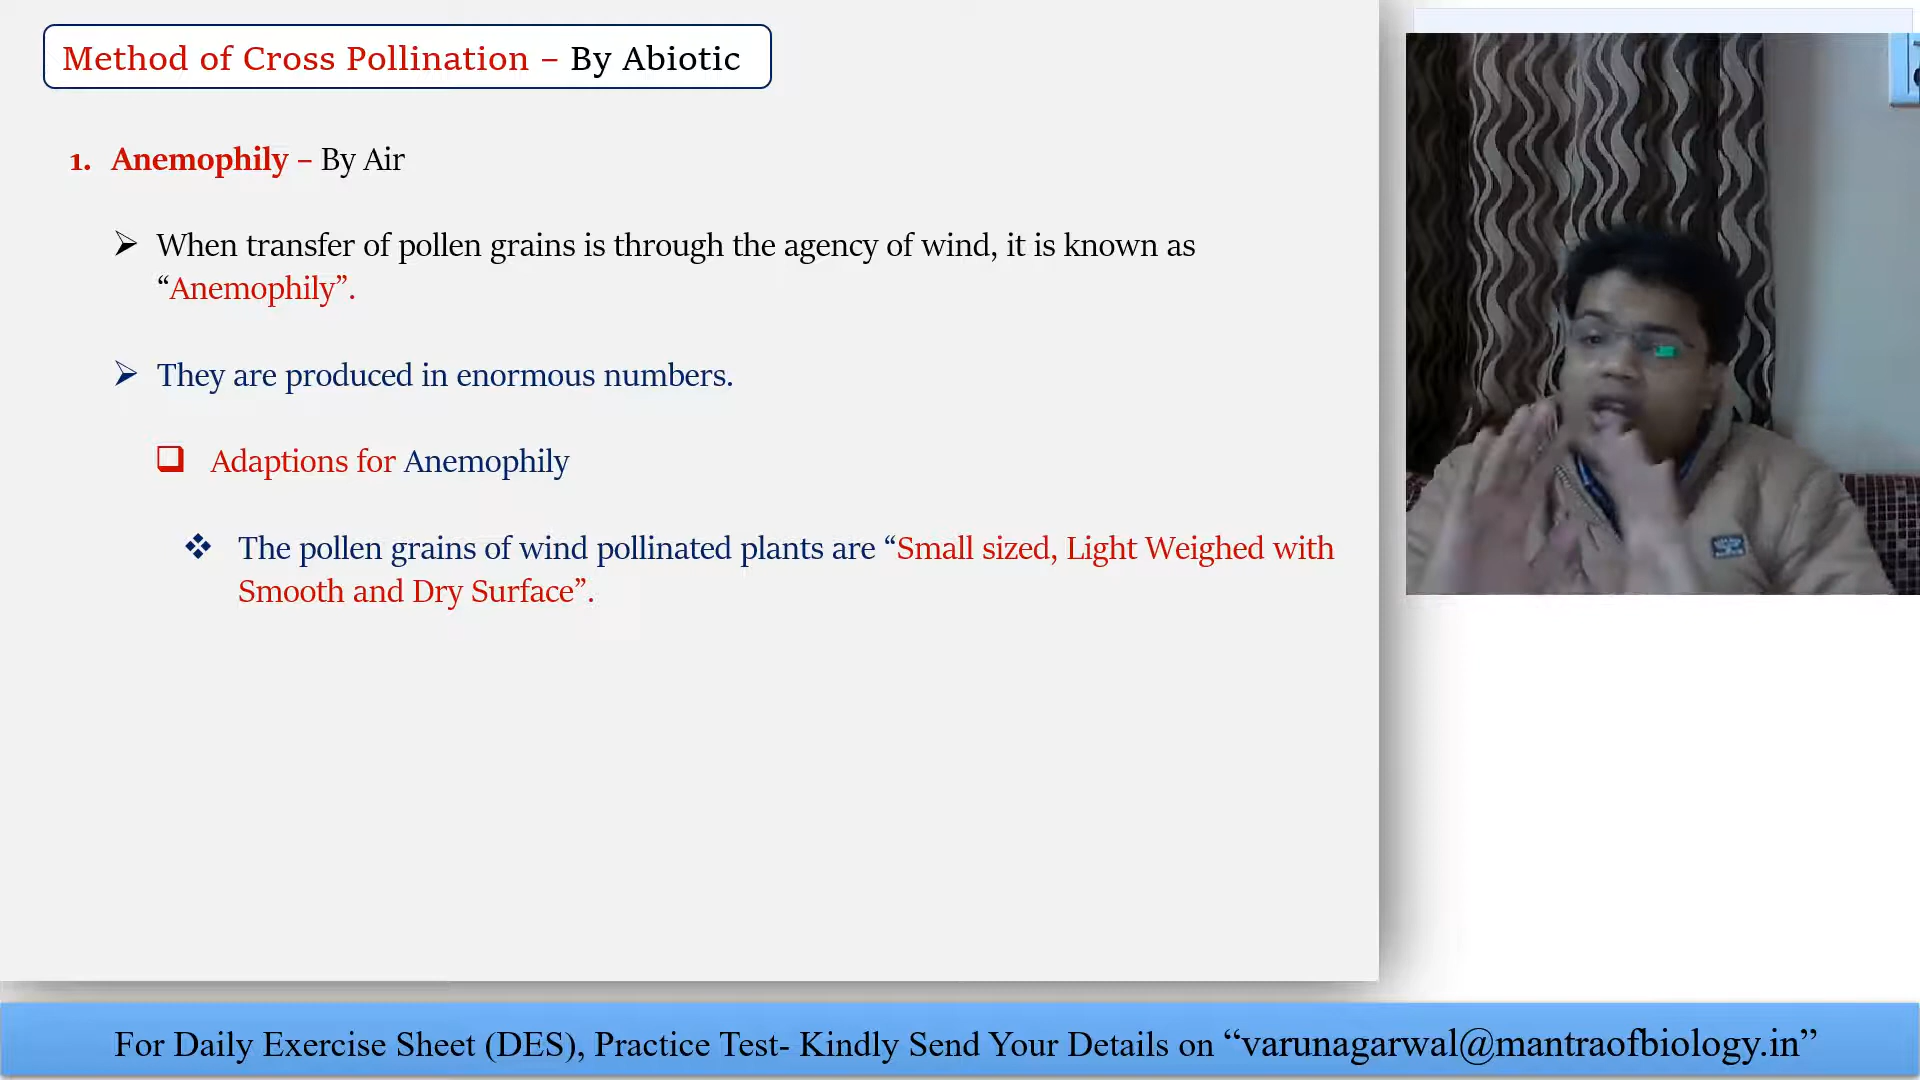 Method of Cross Pollination – By Abiotic
1. Anemophily – By Air
When transfer of pollen grains is through the agency of wind, it is known as
“Anemophily”.
They are produced in enormous numbers.
Adaptions for Anemophily
The pollen grains of wind pollinated plants are “Small sized, Light Weighed with
Smooth and Dry Surface”.
For Daily Exercise Sheet (DES), Practice Test- Kindly Send Your Details on “varunagarwal@mantraofbiology.in”